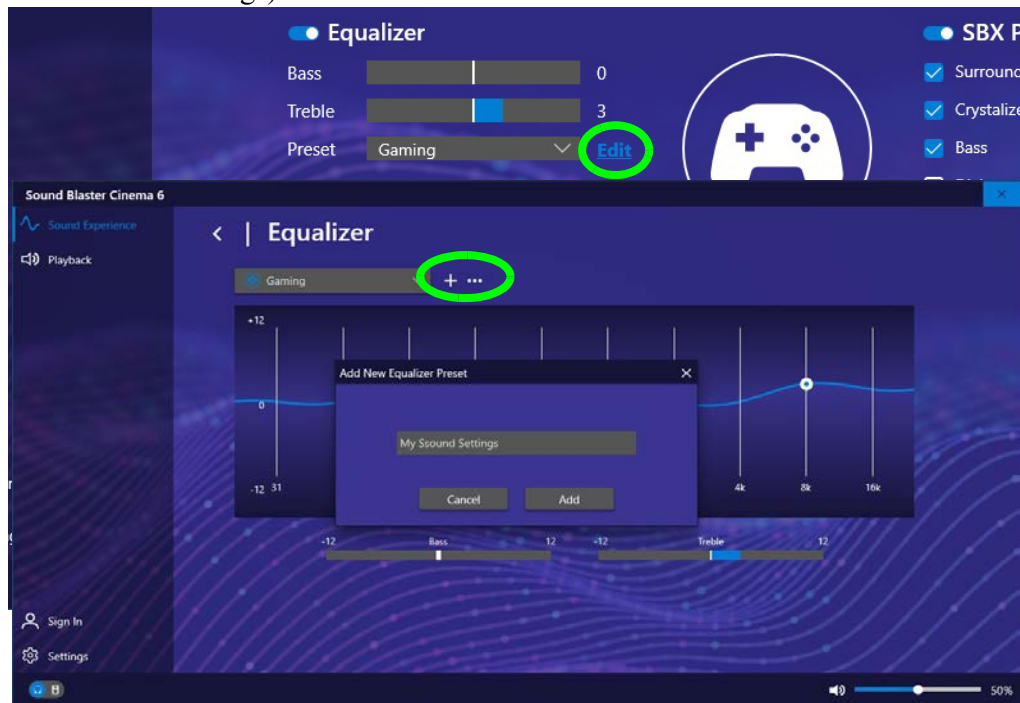 Equalizer
SBX P
Bass 0
Surround
Treble 3
Crystalize
Preset Gaming Edit
Bass
Sound Blaster Cinema 6
Sound Experience
Equalizer
Playback
Gaming
+12
Add New Equalizer Preset
0
My Ssound Settings
-12 31 4k 8k 16k
Cancel Add
-12 Bass 12 -12 Treble 12
Sign In
Settings
50%